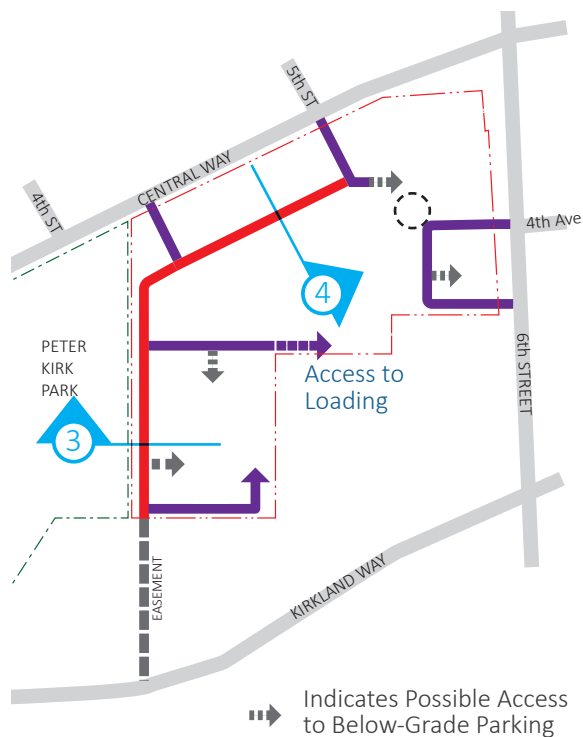 5th ST
CENTRAL WAY
4th ST
4th Ave
4
PETER
KIRK
PARK
Access to
Loading
6th STREET
3
EASEMENT
KIRKLAND WAY
Indicates Possible Access
to Below-Grade Parking